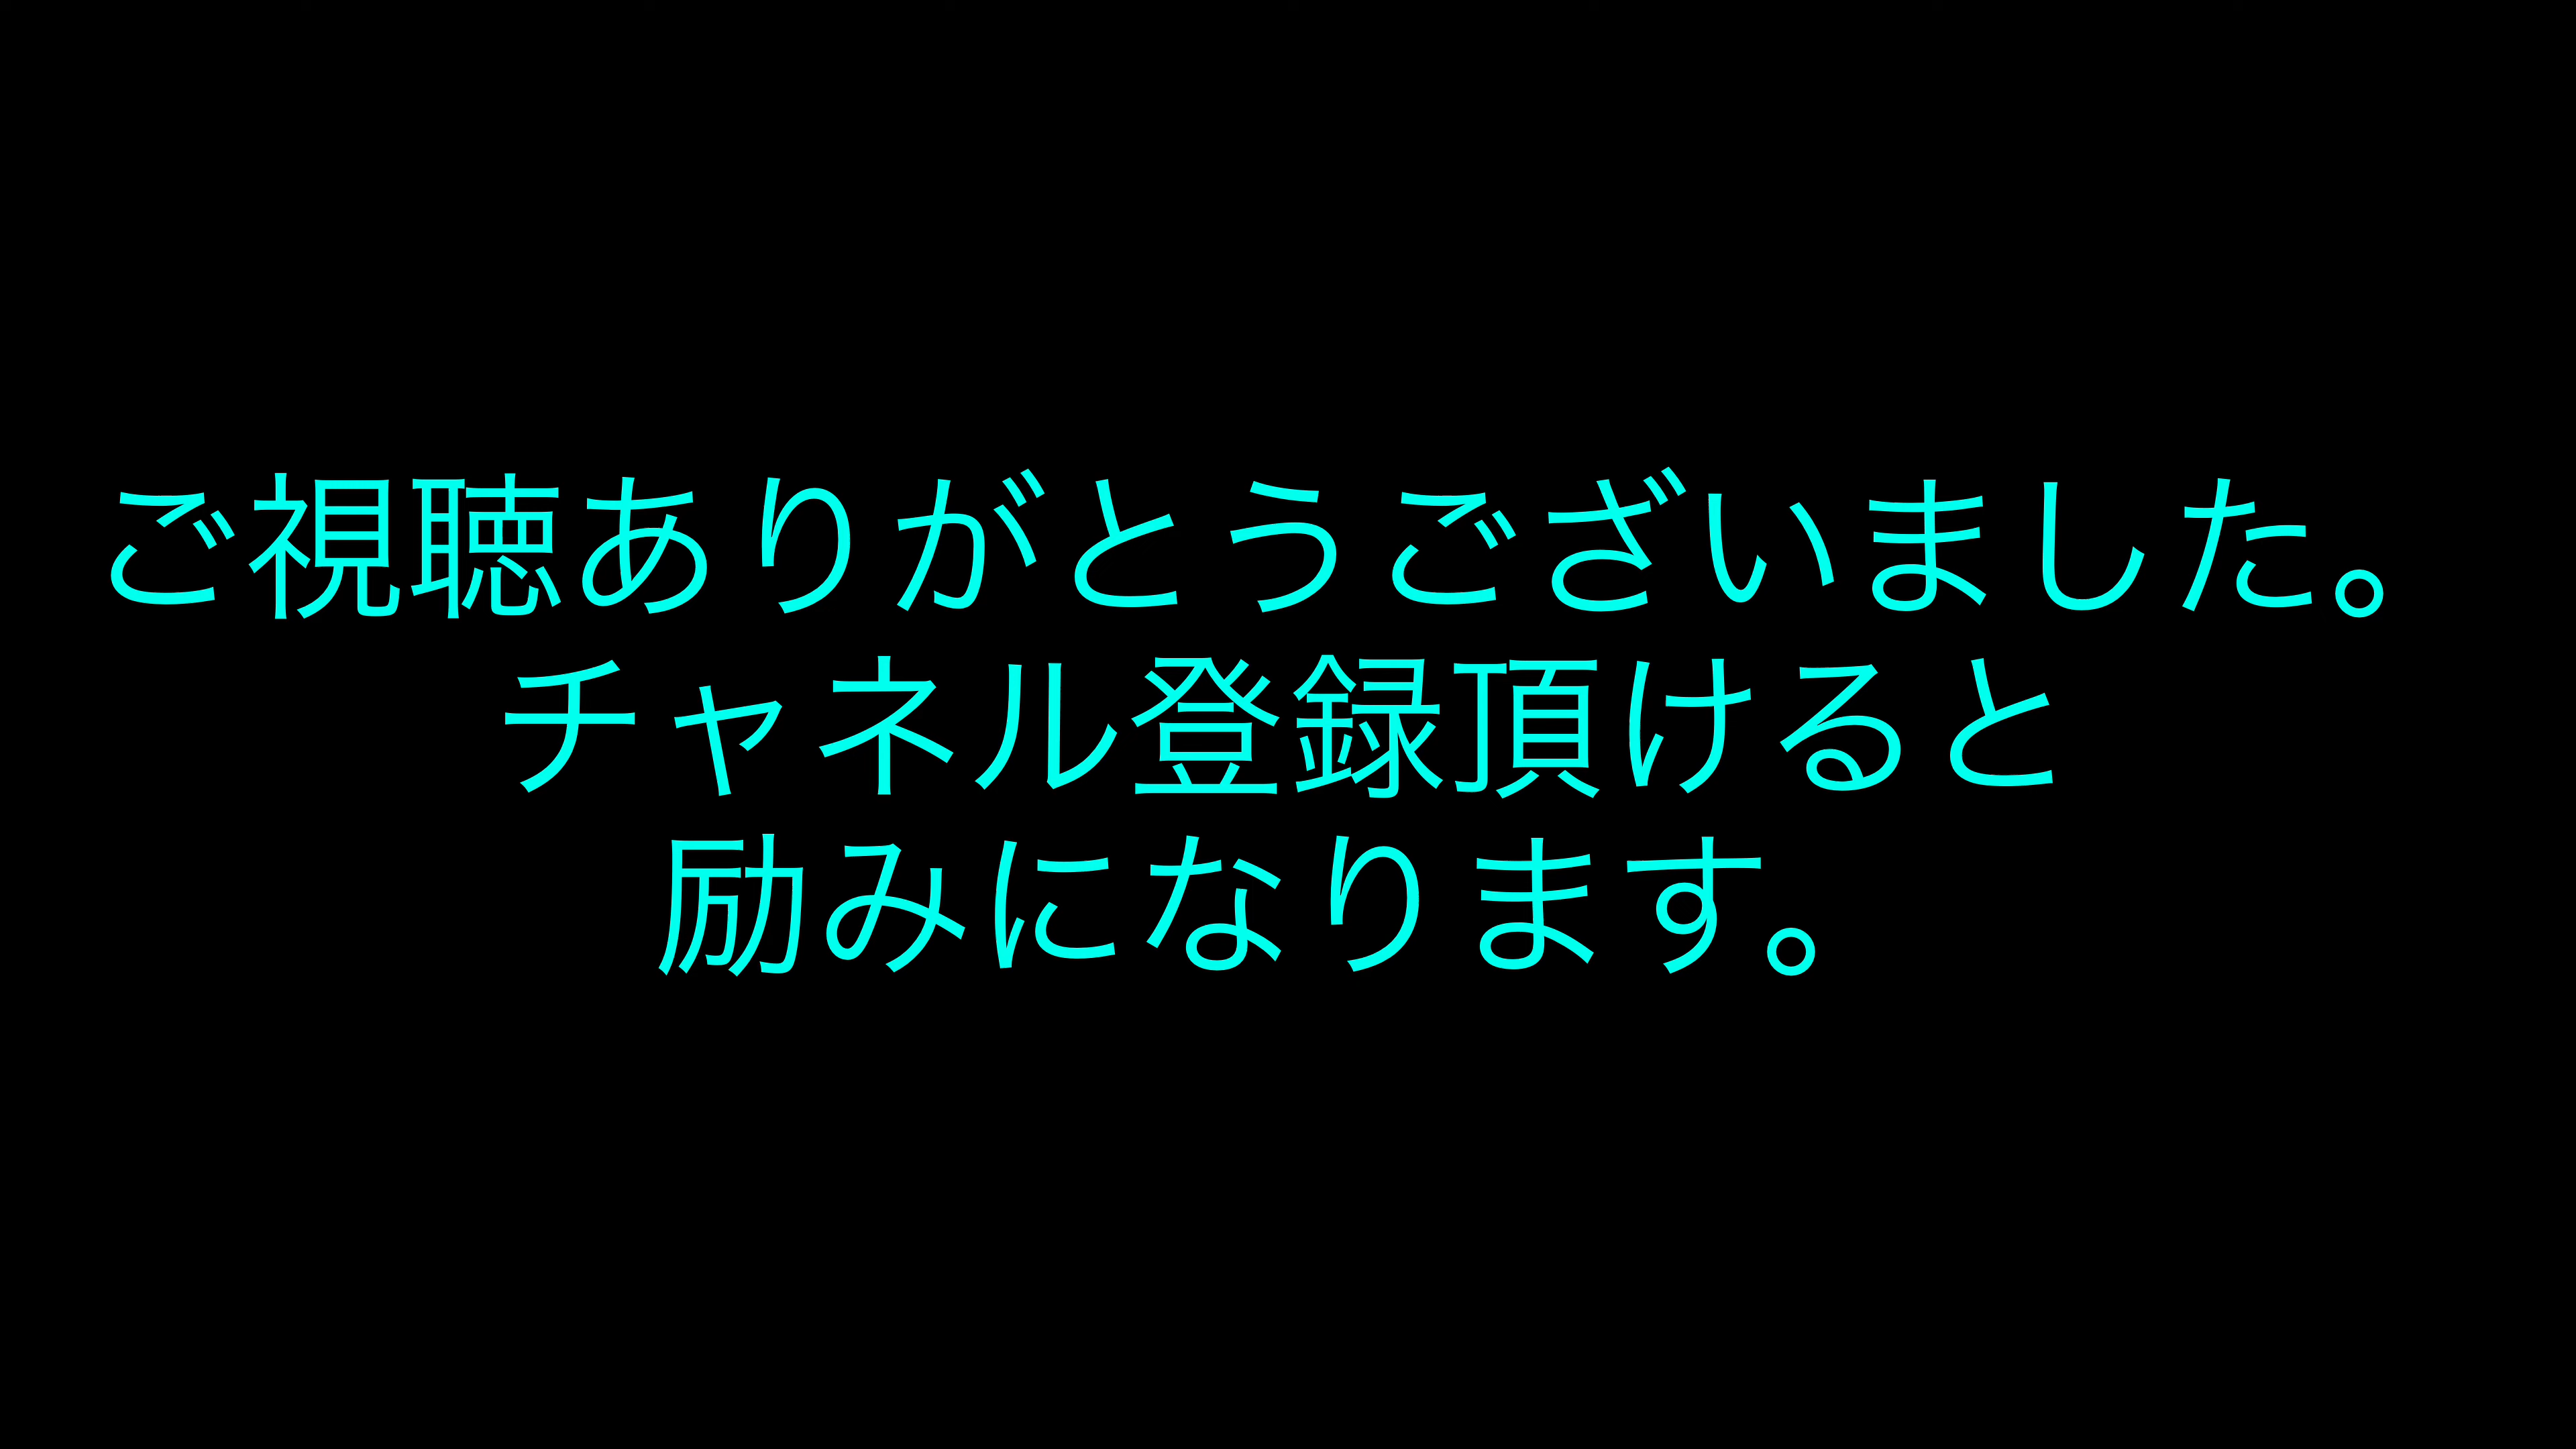 ご視聴ありがとうございました。
チャネル登録頂けると
励みになります。